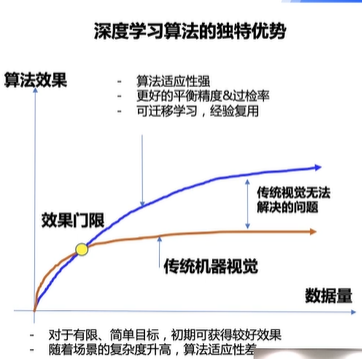 深度学习算法的独特优势
算法效果
- 算法适应性强
- 更好的平衡精度&过检率
- 可迁移学习，经验复用
传统视觉无法
解决的问题
效果门限
传统机器视觉
数据量
- 对于有限、简单目标，初期可获得较好效果
- 随着场景的复杂度升高，算法适应性差